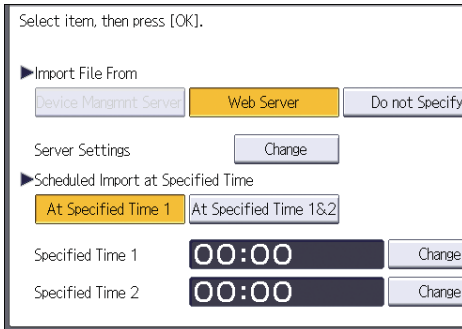 Select item, then press [OK].
▶Import File From
Device Mangmnt Server Web Server Do not Specify
Server Settings Change
▶Scheduled Import at Specified Time
At Specified Time 1 At Specified Time 1&2
Specified Time 1 00:00 Change
Specified Time 2 00:00 Change